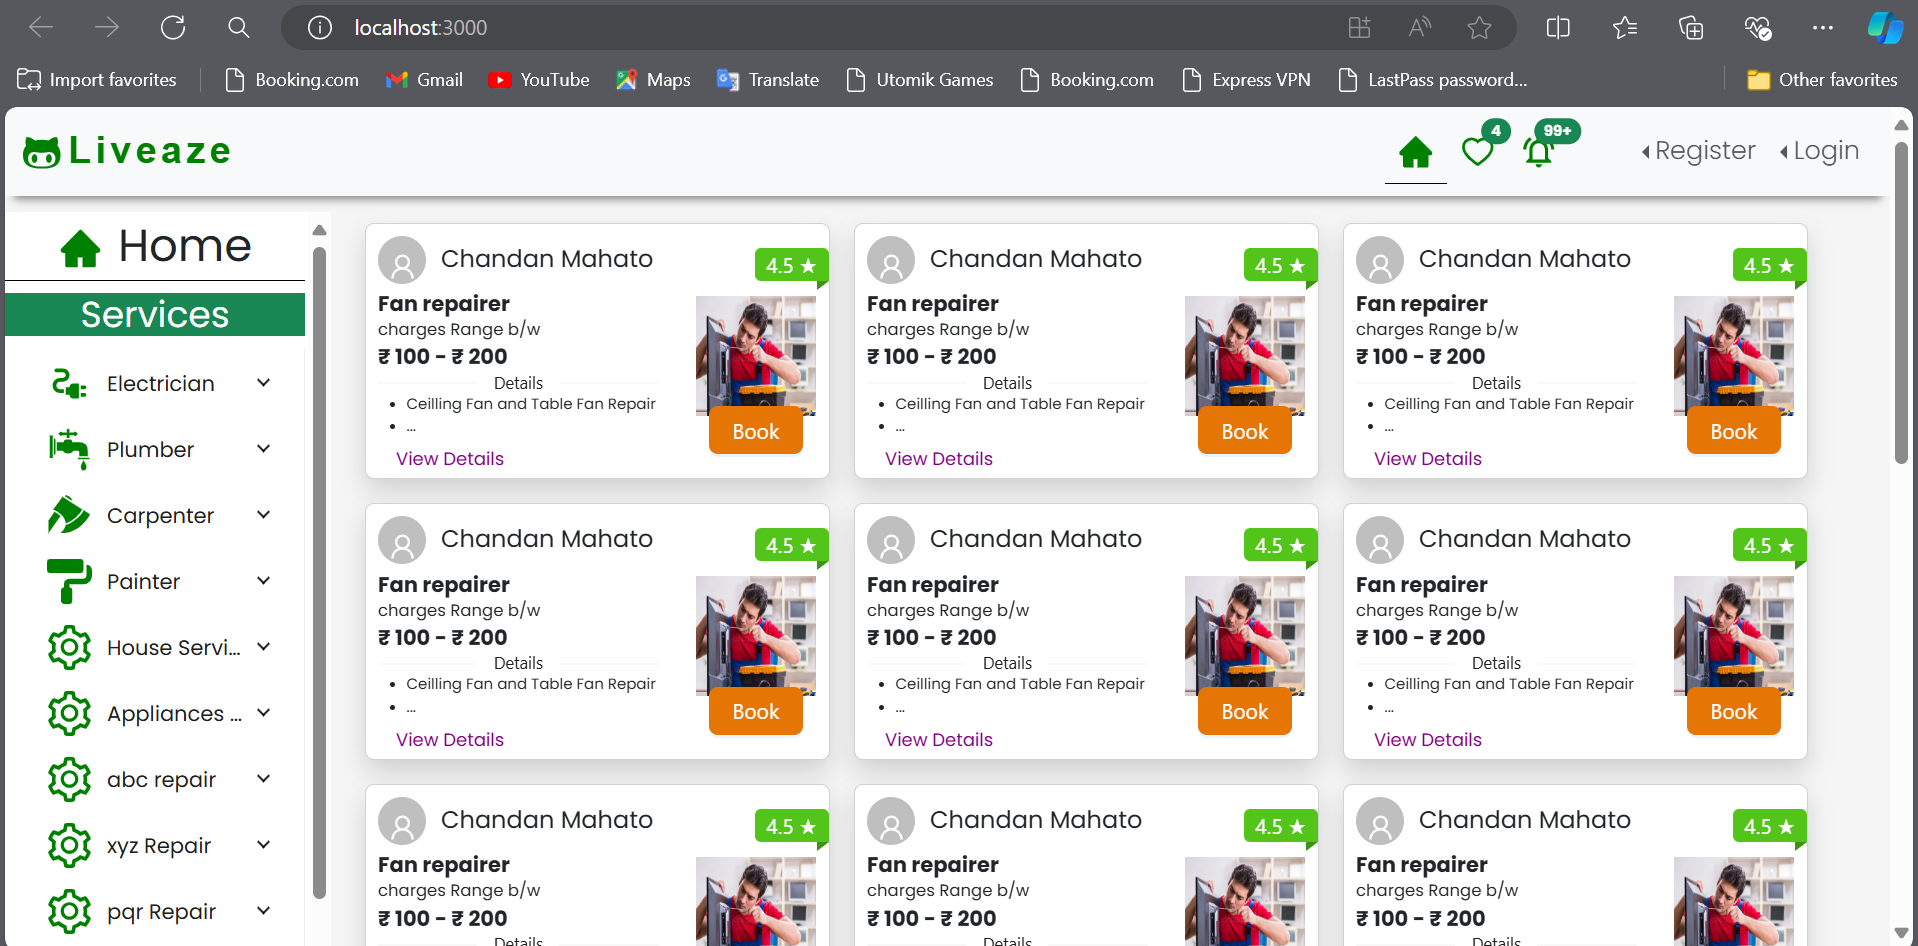 localhost:3000
Import favorites Booking.com Gmail YouTube Maps Translate Utomik Games Booking.com Express VPN LastPass password... Other favorites
Liveaze 4 99+ Register Login
Home
Services
Electrician
Plumber
Carpenter
Painter
House Servi...
Appliances ...
abc repair
xyz Repair
pqr Repair
Chandan Mahato 4.5 ★
Fan repairer
charges Range b/w
₹ 100 - ₹ 200
Details
• Ceilling Fan and Table Fan Repair
• ...
Book
View Details
Chandan Mahato 4.5 ★
Fan repairer
charges Range b/w
₹ 100 - ₹ 200
Details
• Ceilling Fan and Table Fan Repair
• ...
Book
View Details
Chandan Mahato 4.5 ★
Fan repairer
charges Range b/w
₹ 100 - ₹ 200
Details
• Ceilling Fan and Table Fan Repair
• ...
Book
View Details
Chandan Mahato 4.5 ★
Fan repairer
charges Range b/w
₹ 100 - ₹ 200
Details
• Ceilling Fan and Table Fan Repair
• ...
Book
View Details
Chandan Mahato 4.5 ★
Fan repairer
charges Range b/w
₹ 100 - ₹ 200
Details
• Ceilling Fan and Table Fan Repair
• ...
Book
View Details
Chandan Mahato 4.5 ★
Fan repairer
charges Range b/w
₹ 100 - ₹ 200
Details
• Ceilling Fan and Table Fan Repair
• ...
Book
View Details
Chandan Mahato 4.5 ★
Fan repairer
charges Range b/w
₹ 100 - ₹ 200
Details
Chandan Mahato 4.5 ★
Fan repairer
charges Range b/w
₹ 100 - ₹ 200
Details
Chandan Mahato 4.5 ★
Fan repairer
charges Range b/w
₹ 100 - ₹ 200
Details